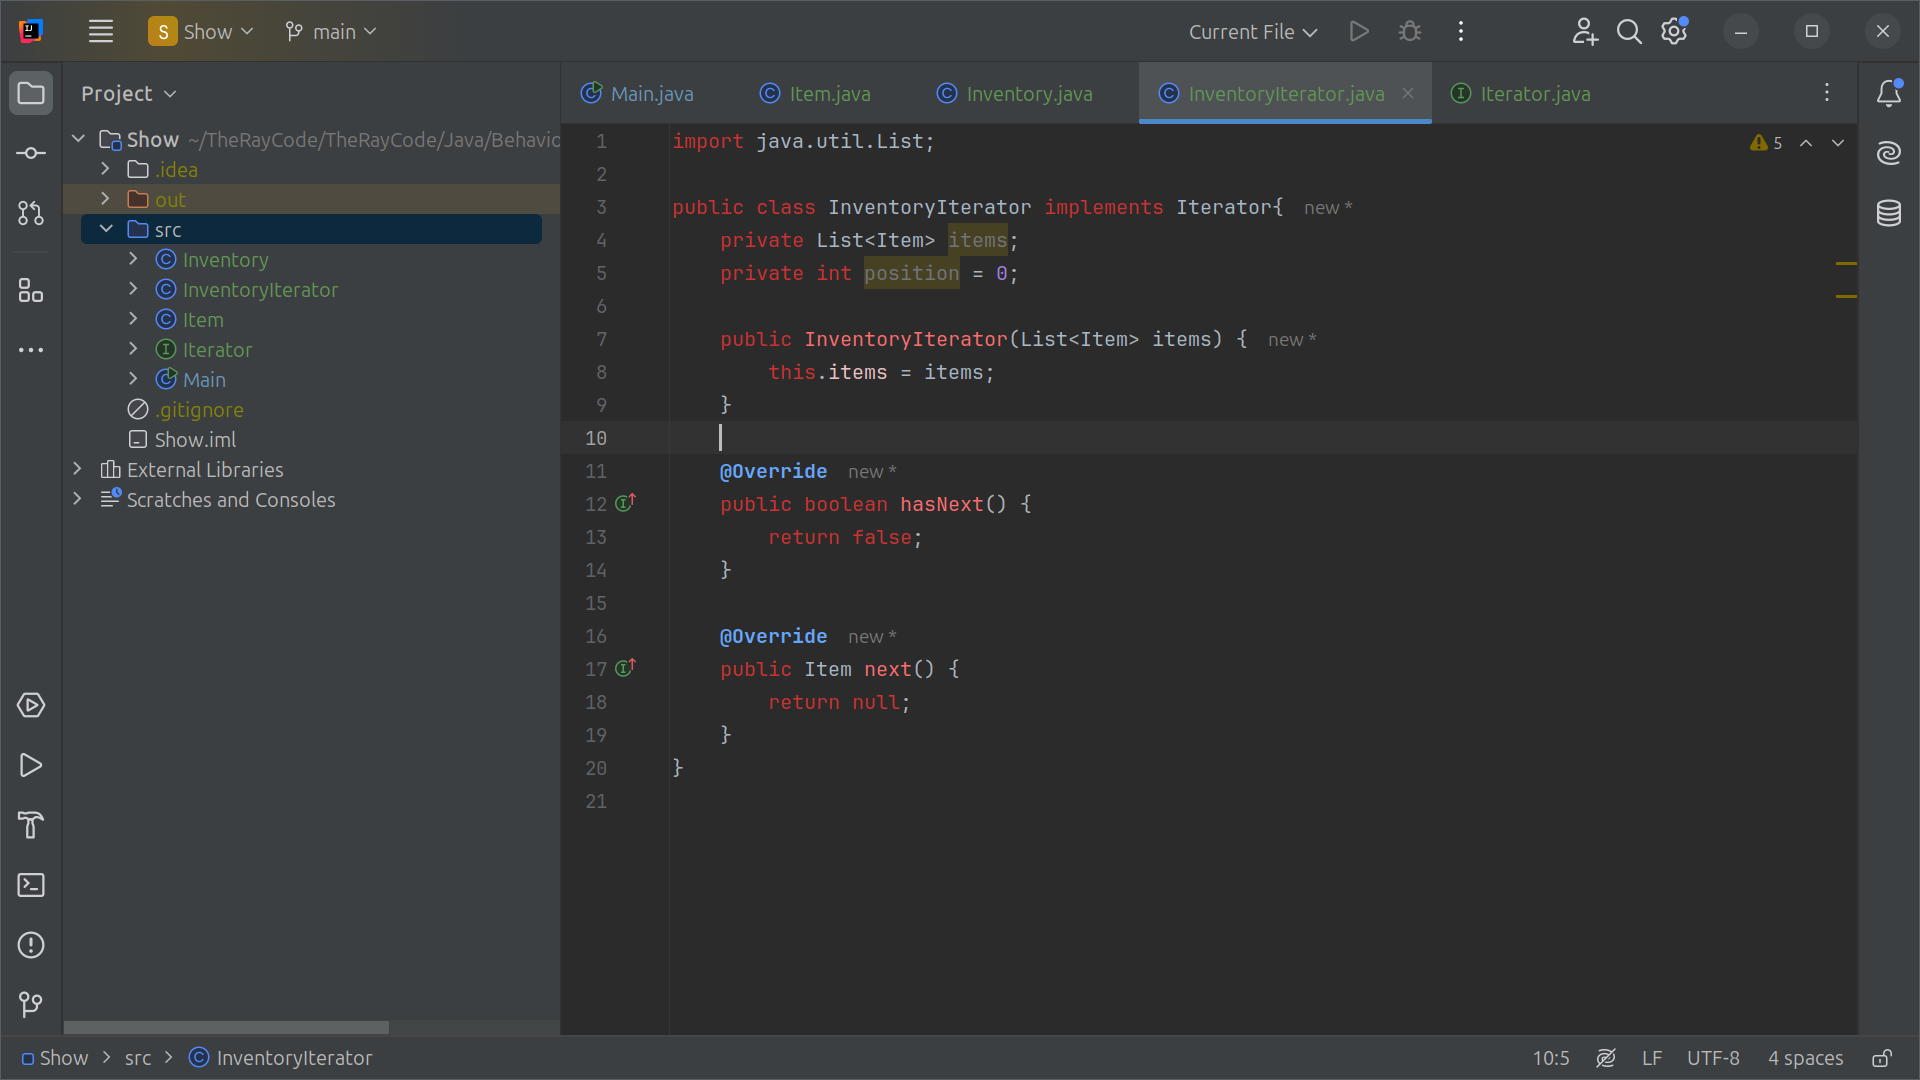 S Show main Current File
Project
Main.java Item.java Inventory.java InventoryIterator.java Iterator.java
Show ~/TheRayCode/TheRayCode/Java/Behavio
.idea
out
src
Inventory
InventoryIterator
Item
Iterator
Main
.gitignore
Show.iml
External Libraries
Scratches and Consoles
5
1 import java.util.List;
2
3 public class InventoryIterator implements Iterator{ new *
4 private List<Item> items;
5 private int position = 0;
6
7 public InventoryIterator(List<Item> items) { new *
8 this.items = items;
9 }
10
11 @Override new *
12 public boolean hasNext() {
13 return false;
14 }
15
16 @Override new *
17 public Item next() {
18 return null;
19 }
20 }
21
Show > src > InventoryIterator
10:5 LF UTF-8 4 spaces